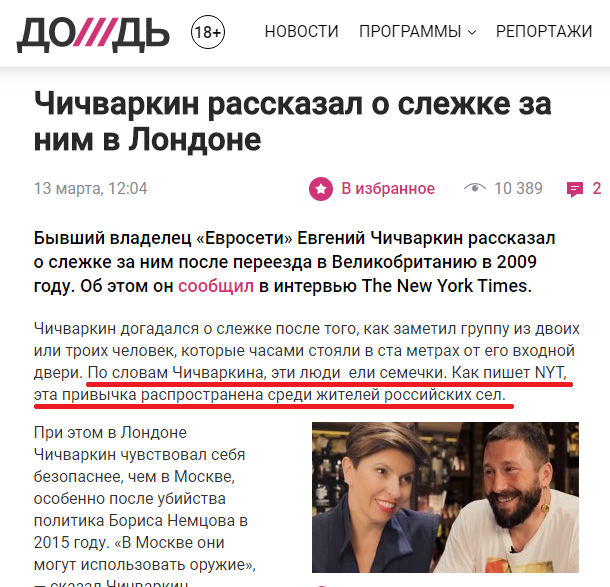 ДО///ДЬ
18+
НОВОСТИ ПРОГРАММЫ РЕПОРТАЖИ
Чичваркин рассказал о слежке за
ним в Лондоне
13 марта, 12:04
В избранное
10 389
2
Бывший владелец «Евросети» Евгений Чичваркин рассказал
о слежке за ним после переезда в Великобританию в 2009
году. Об этом он сообщил в интервью The New York Times.
Чичваркин догадался о слежке после того, как заметил группу из двоих
или троих человек, которые часами стояли в ста метрах от его входной
двери. По словам Чичваркина, эти люди ели семечки. Как пишет NYT,
эта привычка распространена среди жителей российских сел.
При этом в Лондоне
Чичваркин чувствовал себя
безопаснее, чем в Москве,
особенно после убийства
политика Бориса Немцова в
2015 году. «В Москве они
могут использовать оружие»,
— сказал Чичваркин